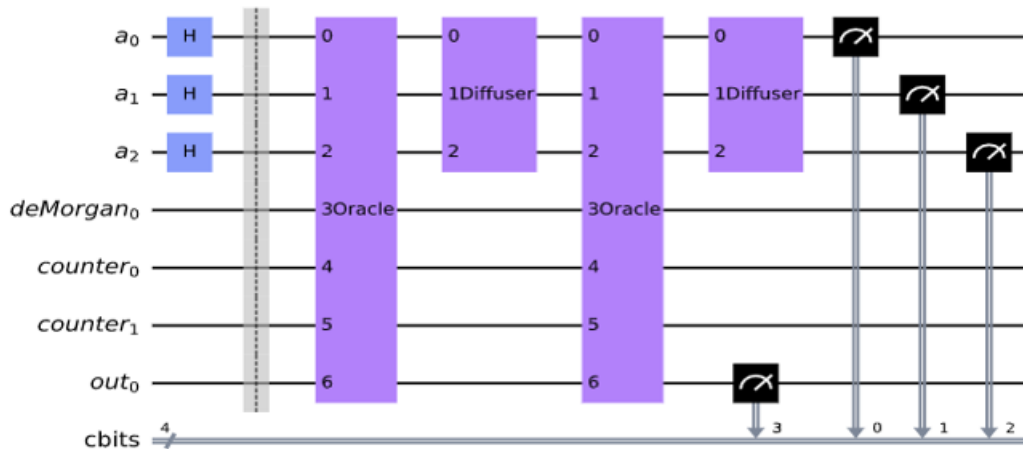 a0 H 0 0 0 0
a1 H 1 1Diffuser 1 1Diffuser
a2 H 2 2 2 2
deMorgan0 3Oracle 3Oracle
counter0 4 4
counter1 5 5
out0 6 6
cbits 4 3 0 1 2